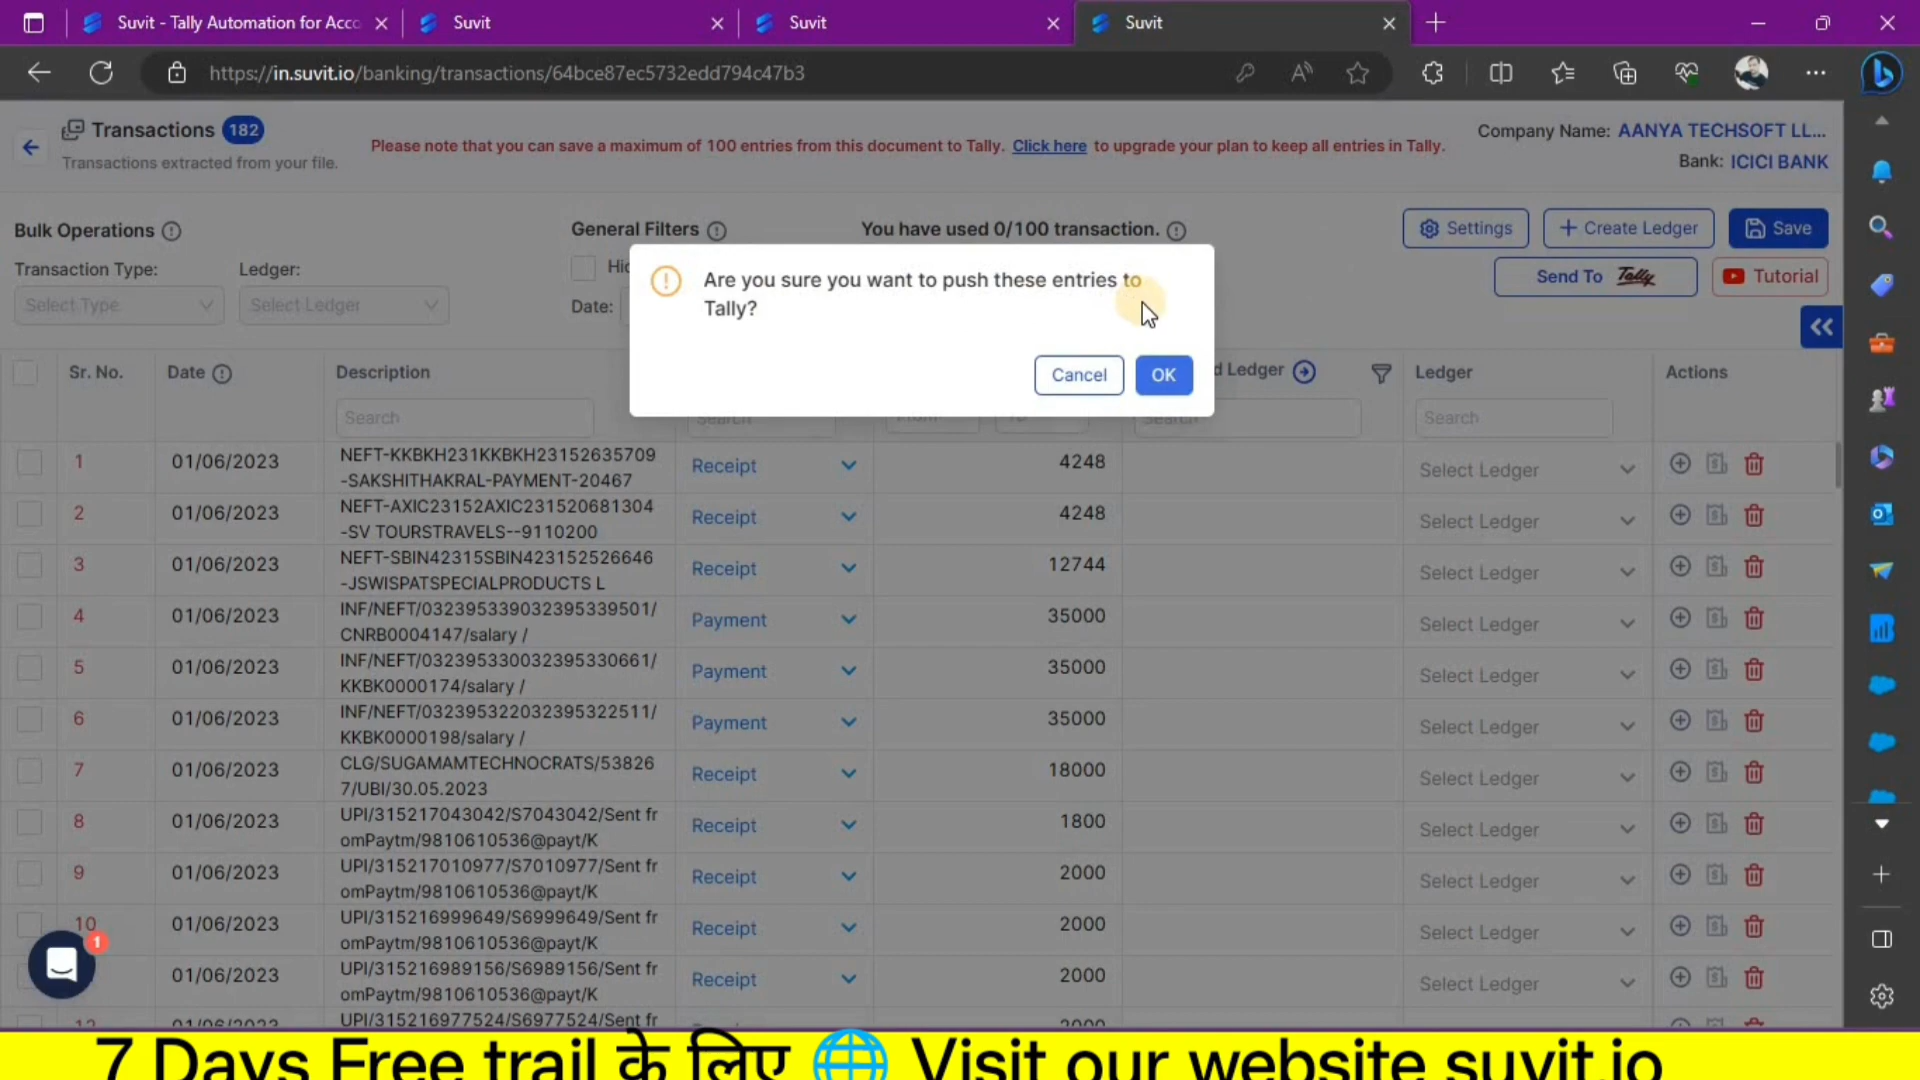 Suvit - Tally Automation for Acco
Suvit
Suvit
Suvit
https://in.suvit.io/banking/transactions/64bce87ec5732edd794c47b3
Transactions 182
Transactions extracted from your file.
Please note that you can save a maximum of 100 entries from this document to Tally. Click here to upgrade your plan to keep all entries in Tally.
Company Name: AANYA TECHSOFT LL...
Bank: ICICI BANK
Bulk Operations
General Filters
You have used 0/100 transaction.
Settings
+ Create Ledger
Save
Transaction Type:
Ledger:
Hid
Send To Tally
Tutorial
Select Type
Select Ledger
Date:
Are you sure you want to push these entries to
Tally?
Cancel
OK
Sr. No.
Date
Description
d Ledger
Ledger
Actions
Search
Search
Search
Search
1 01/06/2023 NEFT-KKBKH231KKBKH23152635709
-SAKSHITHAKRAL-PAYMENT-20467 Receipt 4248 Select Ledger
2 01/06/2023 NEFT-AXIC23152AXIC231520681304
-SV TOURSTRAVELS--9110200 Receipt 4248 Select Ledger
3 01/06/2023 NEFT-SBIN42315SBIN423152526646
-JSWISPATSPECIALPRODUCTS L Receipt 12744 Select Ledger
4 01/06/2023 INF/NEFT/032395339032395339501/
CNRB0004147/salary / Payment 35000 Select Ledger
5 01/06/2023 INF/NEFT/032395330032395330661/
KKBK0000174/salary / Payment 35000 Select Ledger
6 01/06/2023 INF/NEFT/032395322032395322511/
KKBK0000198/salary / Payment 35000 Select Ledger
7 01/06/2023 CLG/SUGAMAMTECHNOCRATS/53826
7/UBI/30.05.2023 Receipt 18000 Select Ledger
8 01/06/2023 UPI/315217043042/S7043042/Sent fr
omPaytm/9810610536@payt/K Receipt 1800 Select Ledger
9 01/06/2023 UPI/315217010977/S7010977/Sent fr
omPaytm/9810610536@payt/K Receipt 2000 Select Ledger
10 01/06/2023 UPI/315216999649/S6999649/Sent fr
omPaytm/9810610536@payt/K Receipt 2000 Select Ledger
01/06/2023 UPI/315216989156/S6989156/Sent fr
omPaytm/9810610536@payt/K Receipt 2000 Select Ledger
12 01/06/2023 UPI/315216977524/S6977524/Sent fr 2000
1
7 Days Free trail के लिए Visit our website suvit.io